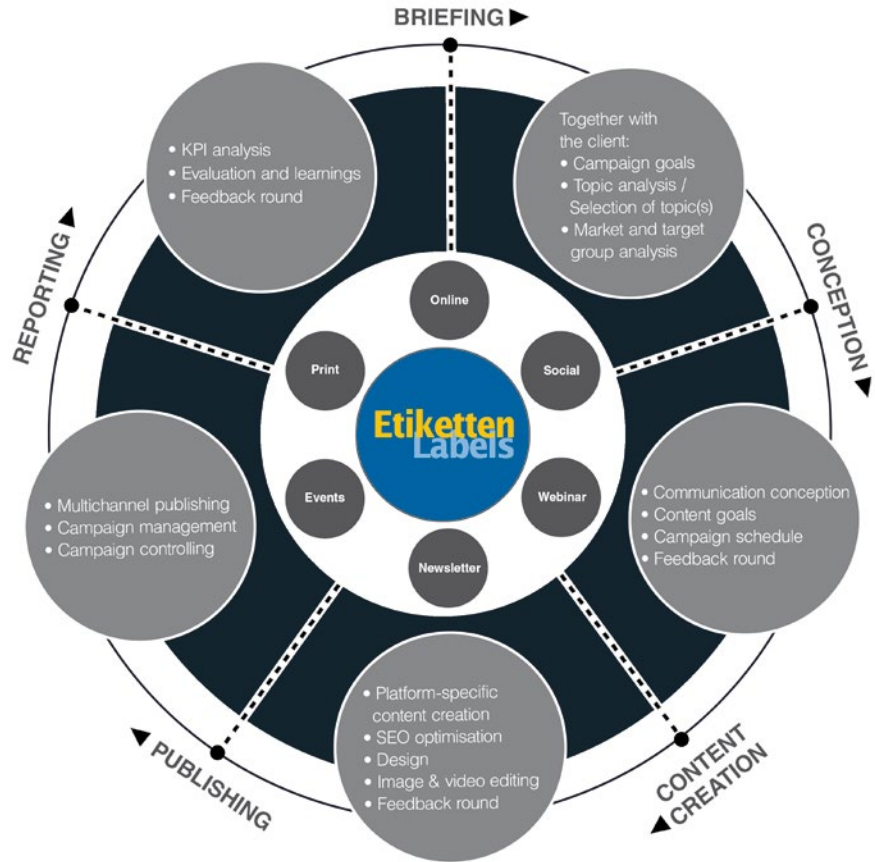 BRIEFING
Together with
the client:
• Campaign goals
• Topic analysis /
Selection of topic(s)
• Market and target
group analysis
CONCEPTION
• Communication conception
• Content goals
• Campaign schedule
• Feedback round
CONTENT
CREATION
• Platform-specific
content creation
• SEO optimisation
• Design
• Image & video editing
• Feedback round
PUBLISHING
• Multichannel publishing
• Campaign management
• Campaign controlling
REPORTING
• KPI analysis
• Evaluation and learnings
• Feedback round
Online
Social
Webinar
Newsletter
Events
Print
Etiketten
Labels